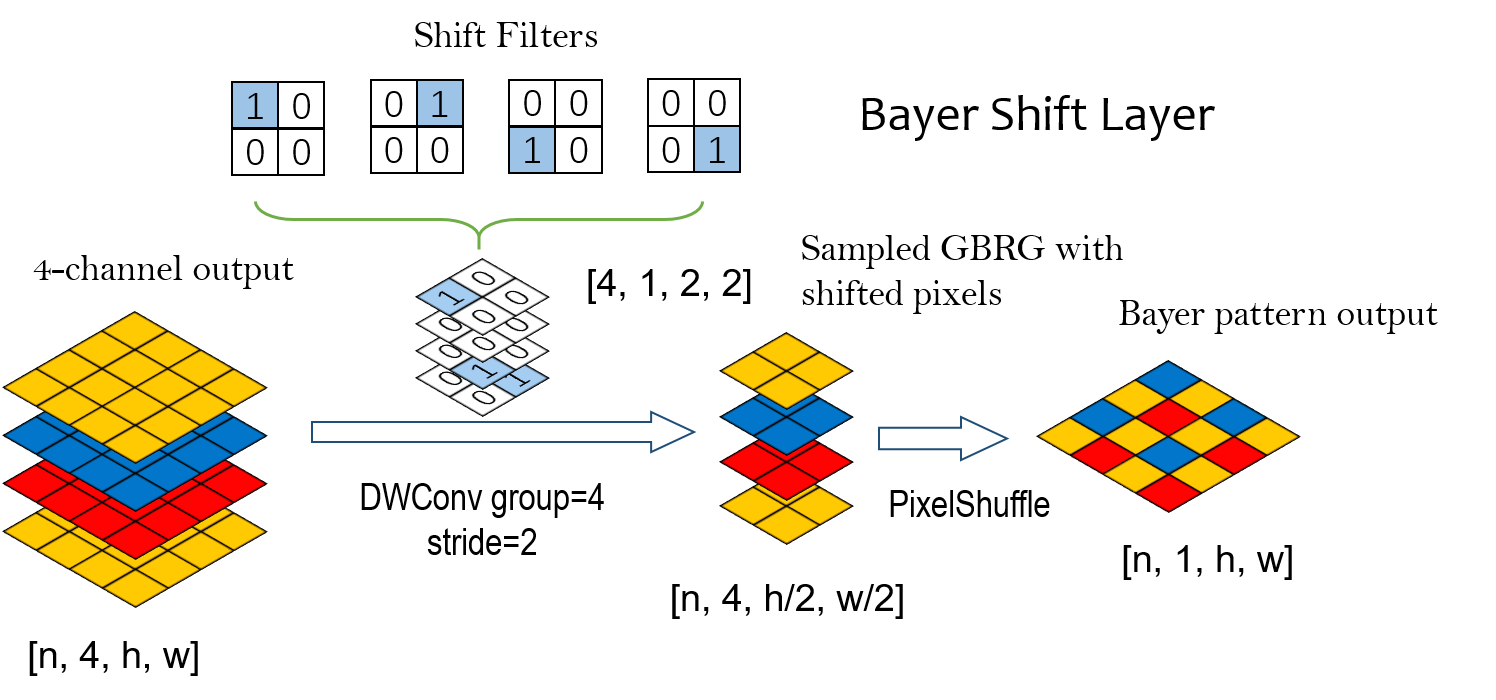 Shift Filters
1 0 0 1 0 0 0 0
0 0 0 0 1 0 0 1
Bayer Shift Layer
4-channel output
0
1 0
0 0 0
0 0 0
0 1 1
0
[4, 1, 2, 2]
Sampled GBRG with
shifted pixels
Bayer pattern output
DWConv group=4
stride=2
PixelShuffle
[n, 4, h, w]
[n, 4, h/2, w/2]
[n, 1, h, w]